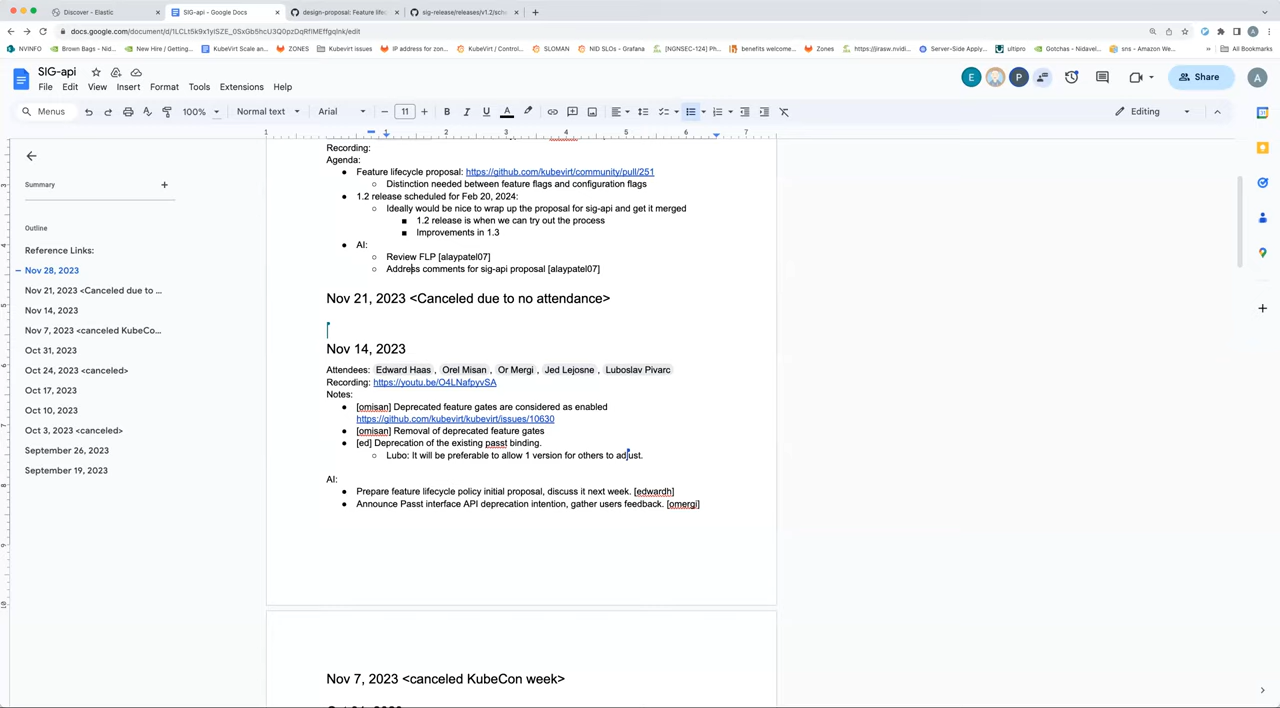 Discover - Elastic
SIG-api - Google Docs
design-proposal: Feature life
sig-release/releases/v1.2/sch
docs.google.com/document/d/1LCLt5k9x1yISZE_0SxGb5hcU3Q0pzDqRflMEffgqlnk/edit
NVINFO
Brown Bags - Nid...
New Hire / Getting...
KubeVirt Scale an...
ZONES
Kubevirt issues
IP address for zon...
KubeVirt / Control...
SLOMAN
NID SLOs - Grafana
[NGNSEC-124] Ph...
benefits welcome...
Zones
https://jirasw.nvidi...
Server-Side Apply...
ultipro
Gotchas - Nidavel...
sns - Amazon We...
All Bookmarks
SIG-api
File Edit View Insert Format Tools Extensions Help
E P Share A
Menus 100% Normal text Arial 11 B I U A Editing
1 1 2 3 4 5 6 7
Summary
Outline
Reference Links:
Nov 28, 2023
Nov 21, 2023 <Canceled due to ...
Nov 14, 2023
Nov 7, 2023 <canceled KubeCo...
Oct 31, 2023
Oct 24, 2023 <canceled>
Oct 17, 2023
Oct 10, 2023
Oct 3, 2023 <canceled>
September 26, 2023
September 19, 2023
Recording:
Agenda:
● Feature lifecycle proposal: https://github.com/kubevirt/community/pull/251
○ Distinction needed between feature flags and configuration flags
● 1.2 release scheduled for Feb 20, 2024:
○ Ideally would be nice to wrap up the proposal for sig-api and get it merged
■ 1.2 release is when we can try out the process
■ Improvements in 1.3
● AI:
○ Review FLP [alaypatel07]
○ Address comments for sig-api proposal [alaypatel07]
Nov 21, 2023 <Canceled due to no attendance>
Nov 14, 2023
Attendees: Edward Haas , Orel Misan , Or Mergi , Jed Lejosne , Luboslav Pivarc
Recording: https://youtu.be/O4LNafpyvSA
Notes:
● [omisan] Deprecated feature gates are considered as enabled
https://github.com/kubevirt/kubevirt/issues/10630
● [omisan] Removal of deprecated feature gates
● [ed] Deprecation of the existing passt binding.
○ Lubo: It will be preferable to allow 1 version for others to adjust.
AI:
● Prepare feature lifecycle policy initial proposal, discuss it next week. [edwardh]
● Announce Passt interface API deprecation intention, gather users feedback. [omergi]
Nov 7, 2023 <canceled KubeCon week>